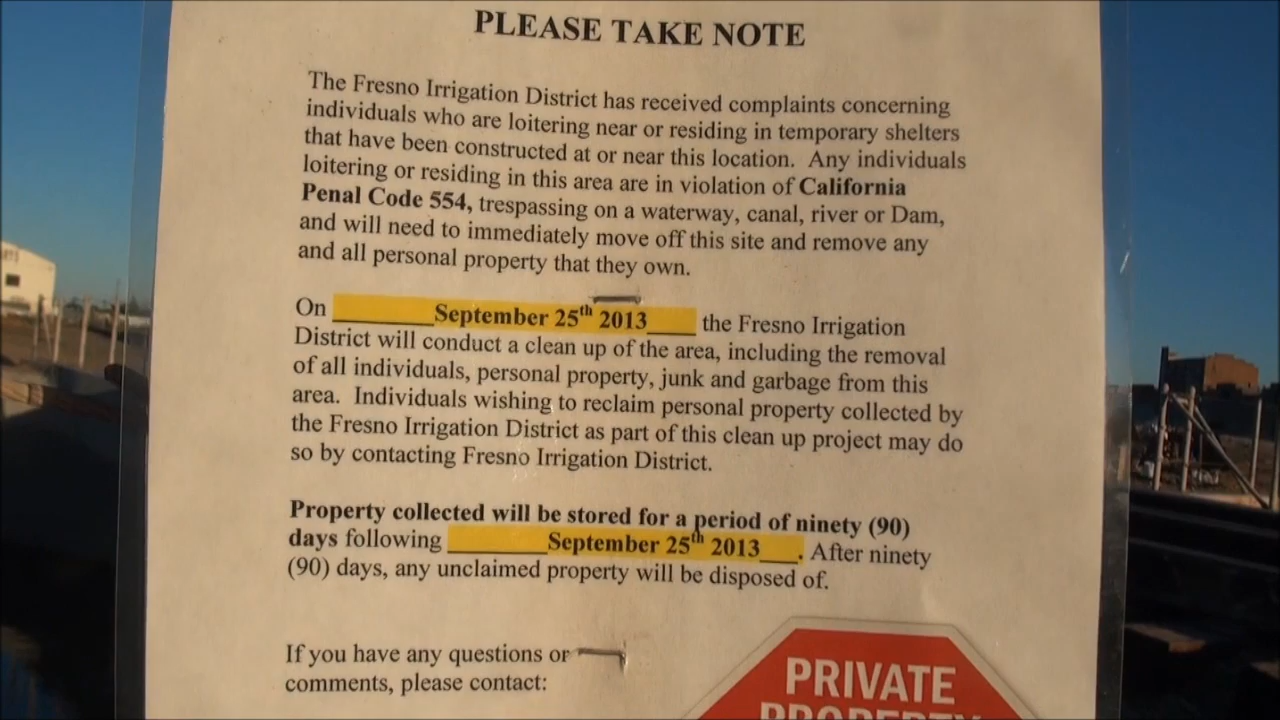 PLEASE TAKE NOTE
The Fresno Irrigation District has received complaints concerning
individuals who are loitering near or residing in temporary shelters
that have been constructed at or near this location. Any individuals
loitering or residing in this area are in violation of California
Penal Code 554, trespassing on a waterway, canal, river or Dam,
and will need to immediately move off this site and remove any
and all personal property that they own.
On ________September 25th 2013____ the Fresno Irrigation
District will conduct a clean up of the area, including the removal
of all individuals, personal property, junk and garbage from this
area. Individuals wishing to reclaim personal property collected by
the Fresno Irrigation District as part of this clean up project may do
so by contacting Fresno Irrigation District.
Property collected will be stored for a period of ninety (90)
days following ________September 25th 2013___. After ninety
(90) days, any unclaimed property will be disposed of.
If you have any questions or
comments, please contact:
PRIVATE
PROPERTY